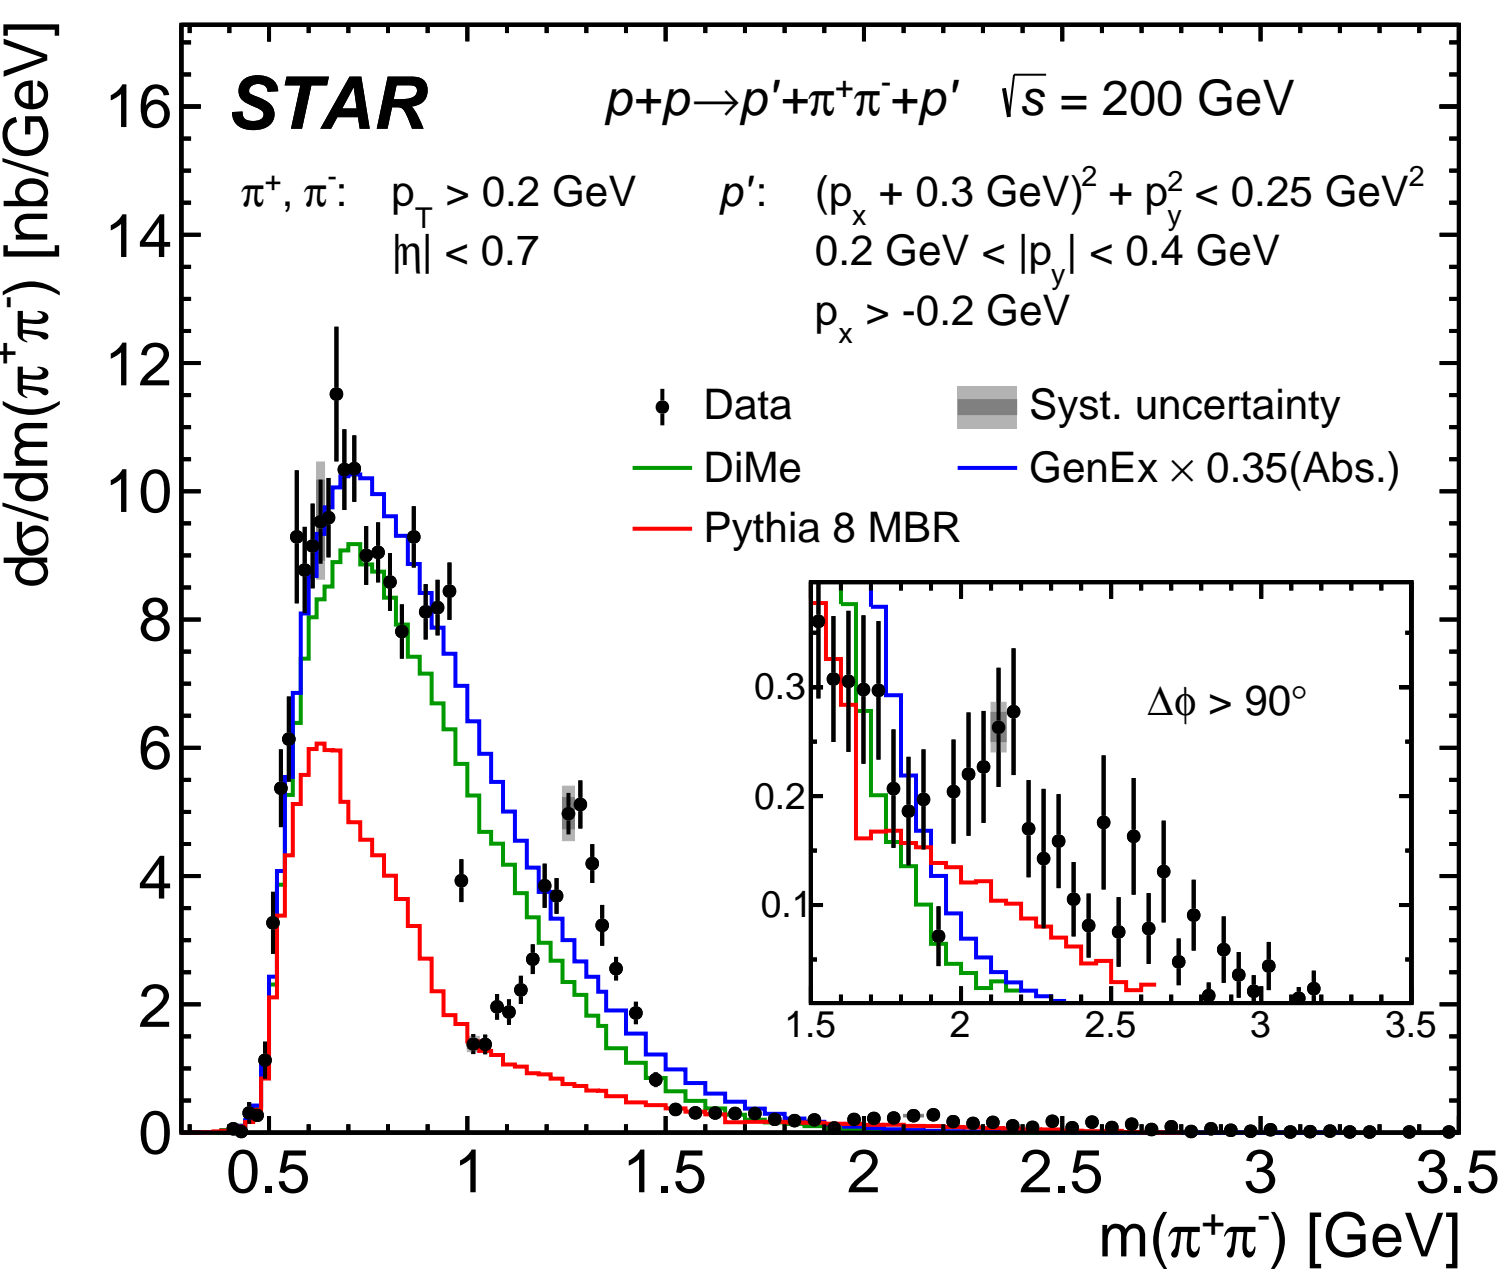 STAR p+p→p′+π⁺π⁻+p′ √s = 200 GeV
π⁺, π⁻: p_T > 0.2 GeV p′: (p_x + 0.3 GeV)² + p_y² < 0.25 GeV²
|η| < 0.7 0.2 GeV < |p_y| < 0.4 GeV
p_x > -0.2 GeV
Data Syst. uncertainty
DiMe GenEx × 0.35(Abs.)
Pythia 8 MBR
Δϕ > 90°
0.3
0.2
0.1
1.5 2 2.5 3 3.5
dσ/dm(π⁺π⁻) [nb/GeV]
16
14
12
10
8
6
4
2
0
0.5 1 1.5 2 2.5 3 3.5
m(π⁺π⁻) [GeV]